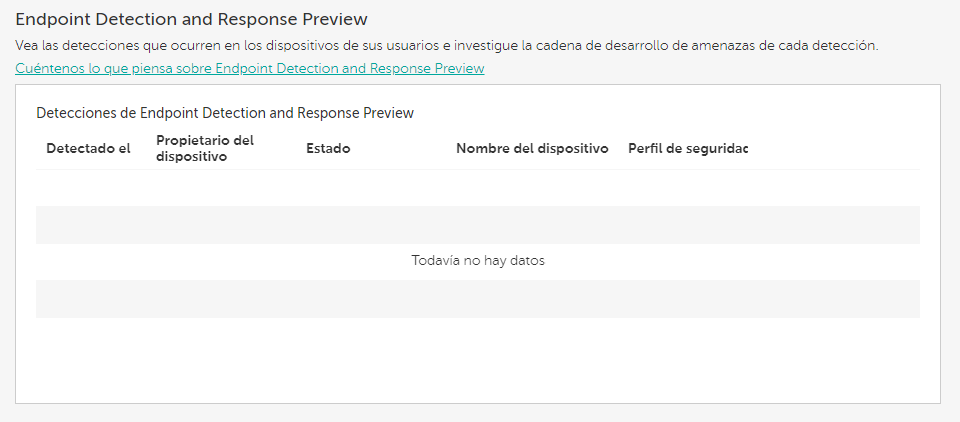 Endpoint Detection and Response Preview
Vea las detecciones que ocurren en los dispositivos de sus usuarios e investigue la cadena de desarrollo de amenazas de cada detección.
Cuéntenos lo que piensa sobre Endpoint Detection and Response Preview
Detecciones de Endpoint Detection and Response Preview
Detectado el
Propietario del
dispositivo
Estado
Nombre del dispositivo
Perfil de seguridad
Todavía no hay datos